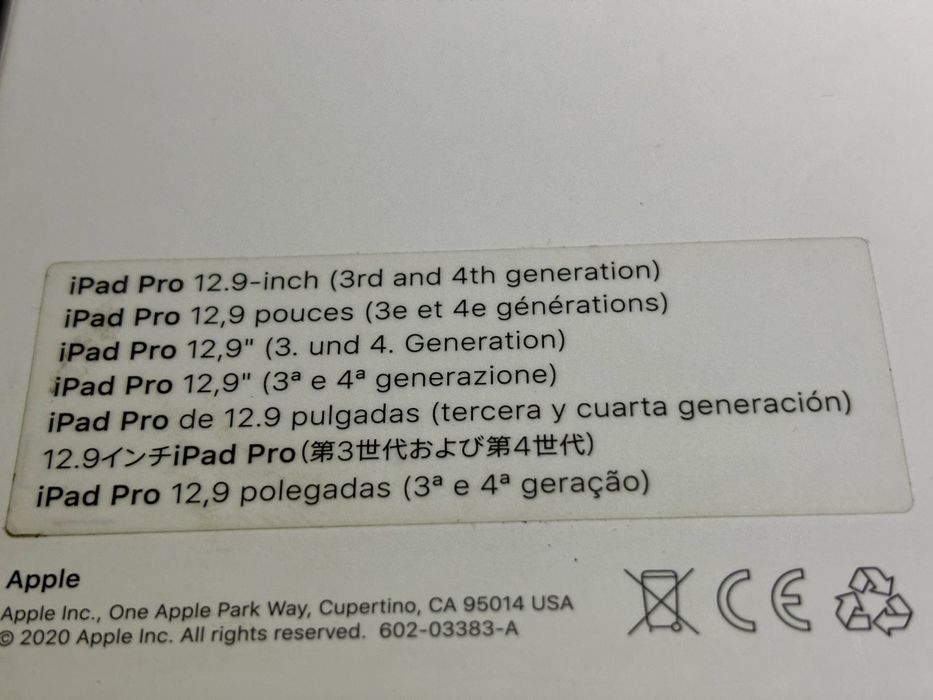 iPad Pro 12.9-inch (3rd and 4th generation)
iPad Pro 12,9 pouces (3e et 4e générations)
iPad Pro 12,9" (3. und 4. Generation)
iPad Pro 12,9" (3ª e 4ª generazione)
iPad Pro de 12.9 pulgadas (tercera y cuarta generación)
12.9インチiPad Pro(第3世代および第4世代)
iPad Pro 12,9 polegadas (3ª e 4ª geração)
Apple
Apple Inc., One Apple Park Way, Cupertino, CA 95014 USA
© 2020 Apple Inc. All rights reserved. 602-03383-A
CE